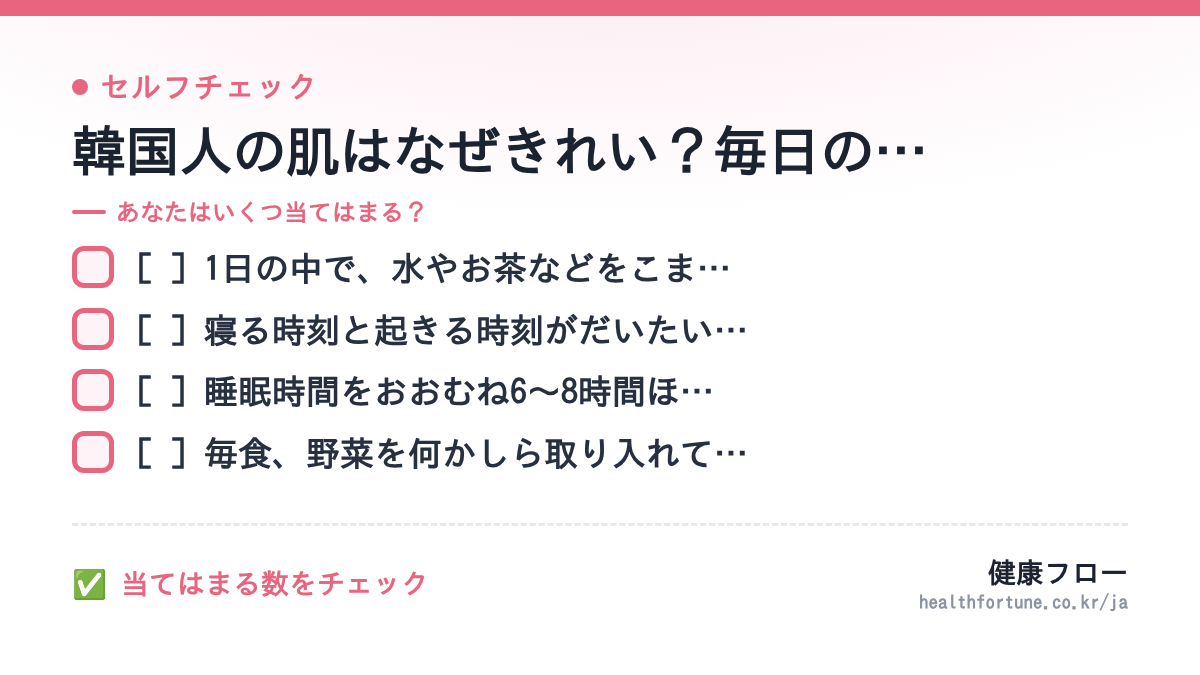 セルフチェック
韓国人の肌はなぜきれい？毎日の…
あなたはいくつ当てはまる？
[ ] 1日の中で、水やお茶などをこま…
[ ] 寝る時刻と起きる時刻がだいたい…
[ ] 睡眠時間をおおむね6〜8時間ほ…
[ ] 毎食、野菜を何かしら取り入れて…
✅ 当てはまる数をチェック
健康フロー
healthfortune.co.kr/ja